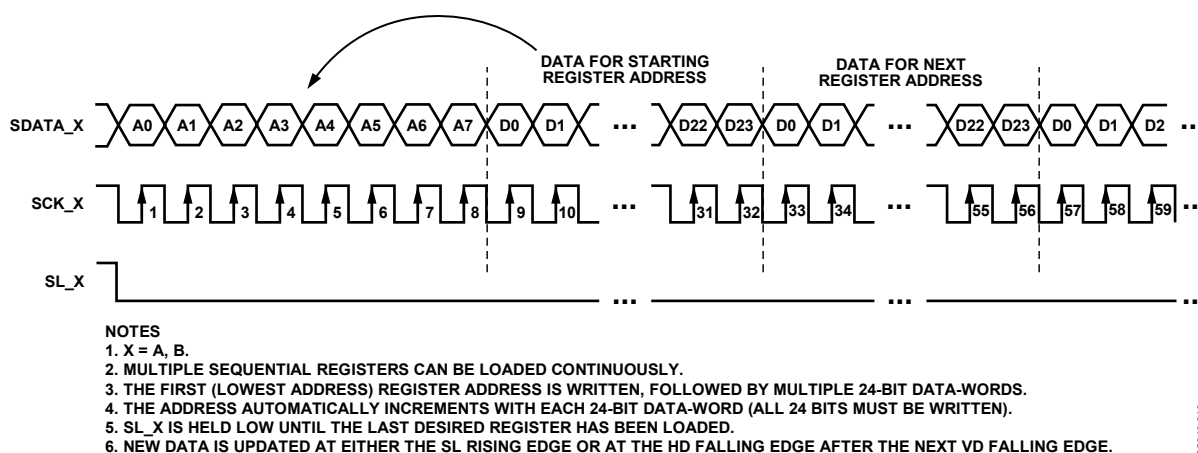 DATA FOR STARTING
REGISTER ADDRESS
DATA FOR NEXT
REGISTER ADDRESS
SDATA_X A0 A1 A2 A3 A4 A5 A6 A7 D0 D1 ... D22 D23 D0 D1 ... D22 D23 D0 D1 D2 ...
SCK_X 1 2 3 4 5 6 7 8 9 10 ... 31 32 33 34 ... 55 56 57 58 59 ...
SL_X ... ... ...
NOTES
1. X = A, B.
2. MULTIPLE SEQUENTIAL REGISTERS CAN BE LOADED CONTINUOUSLY.
3. THE FIRST (LOWEST ADDRESS) REGISTER ADDRESS IS WRITTEN, FOLLOWED BY MULTIPLE 24-BIT DATA-WORDS.
4. THE ADDRESS AUTOMATICALLY INCREMENTS WITH EACH 24-BIT DATA-WORD (ALL 24 BITS MUST BE WRITTEN).
5. SL_X IS HELD LOW UNTIL THE LAST DESIRED REGISTER HAS BEEN LOADED.
6. NEW DATA IS UPDATED AT EITHER THE SL RISING EDGE OR AT THE HD FALLING EDGE AFTER THE NEXT VD FALLING EDGE.